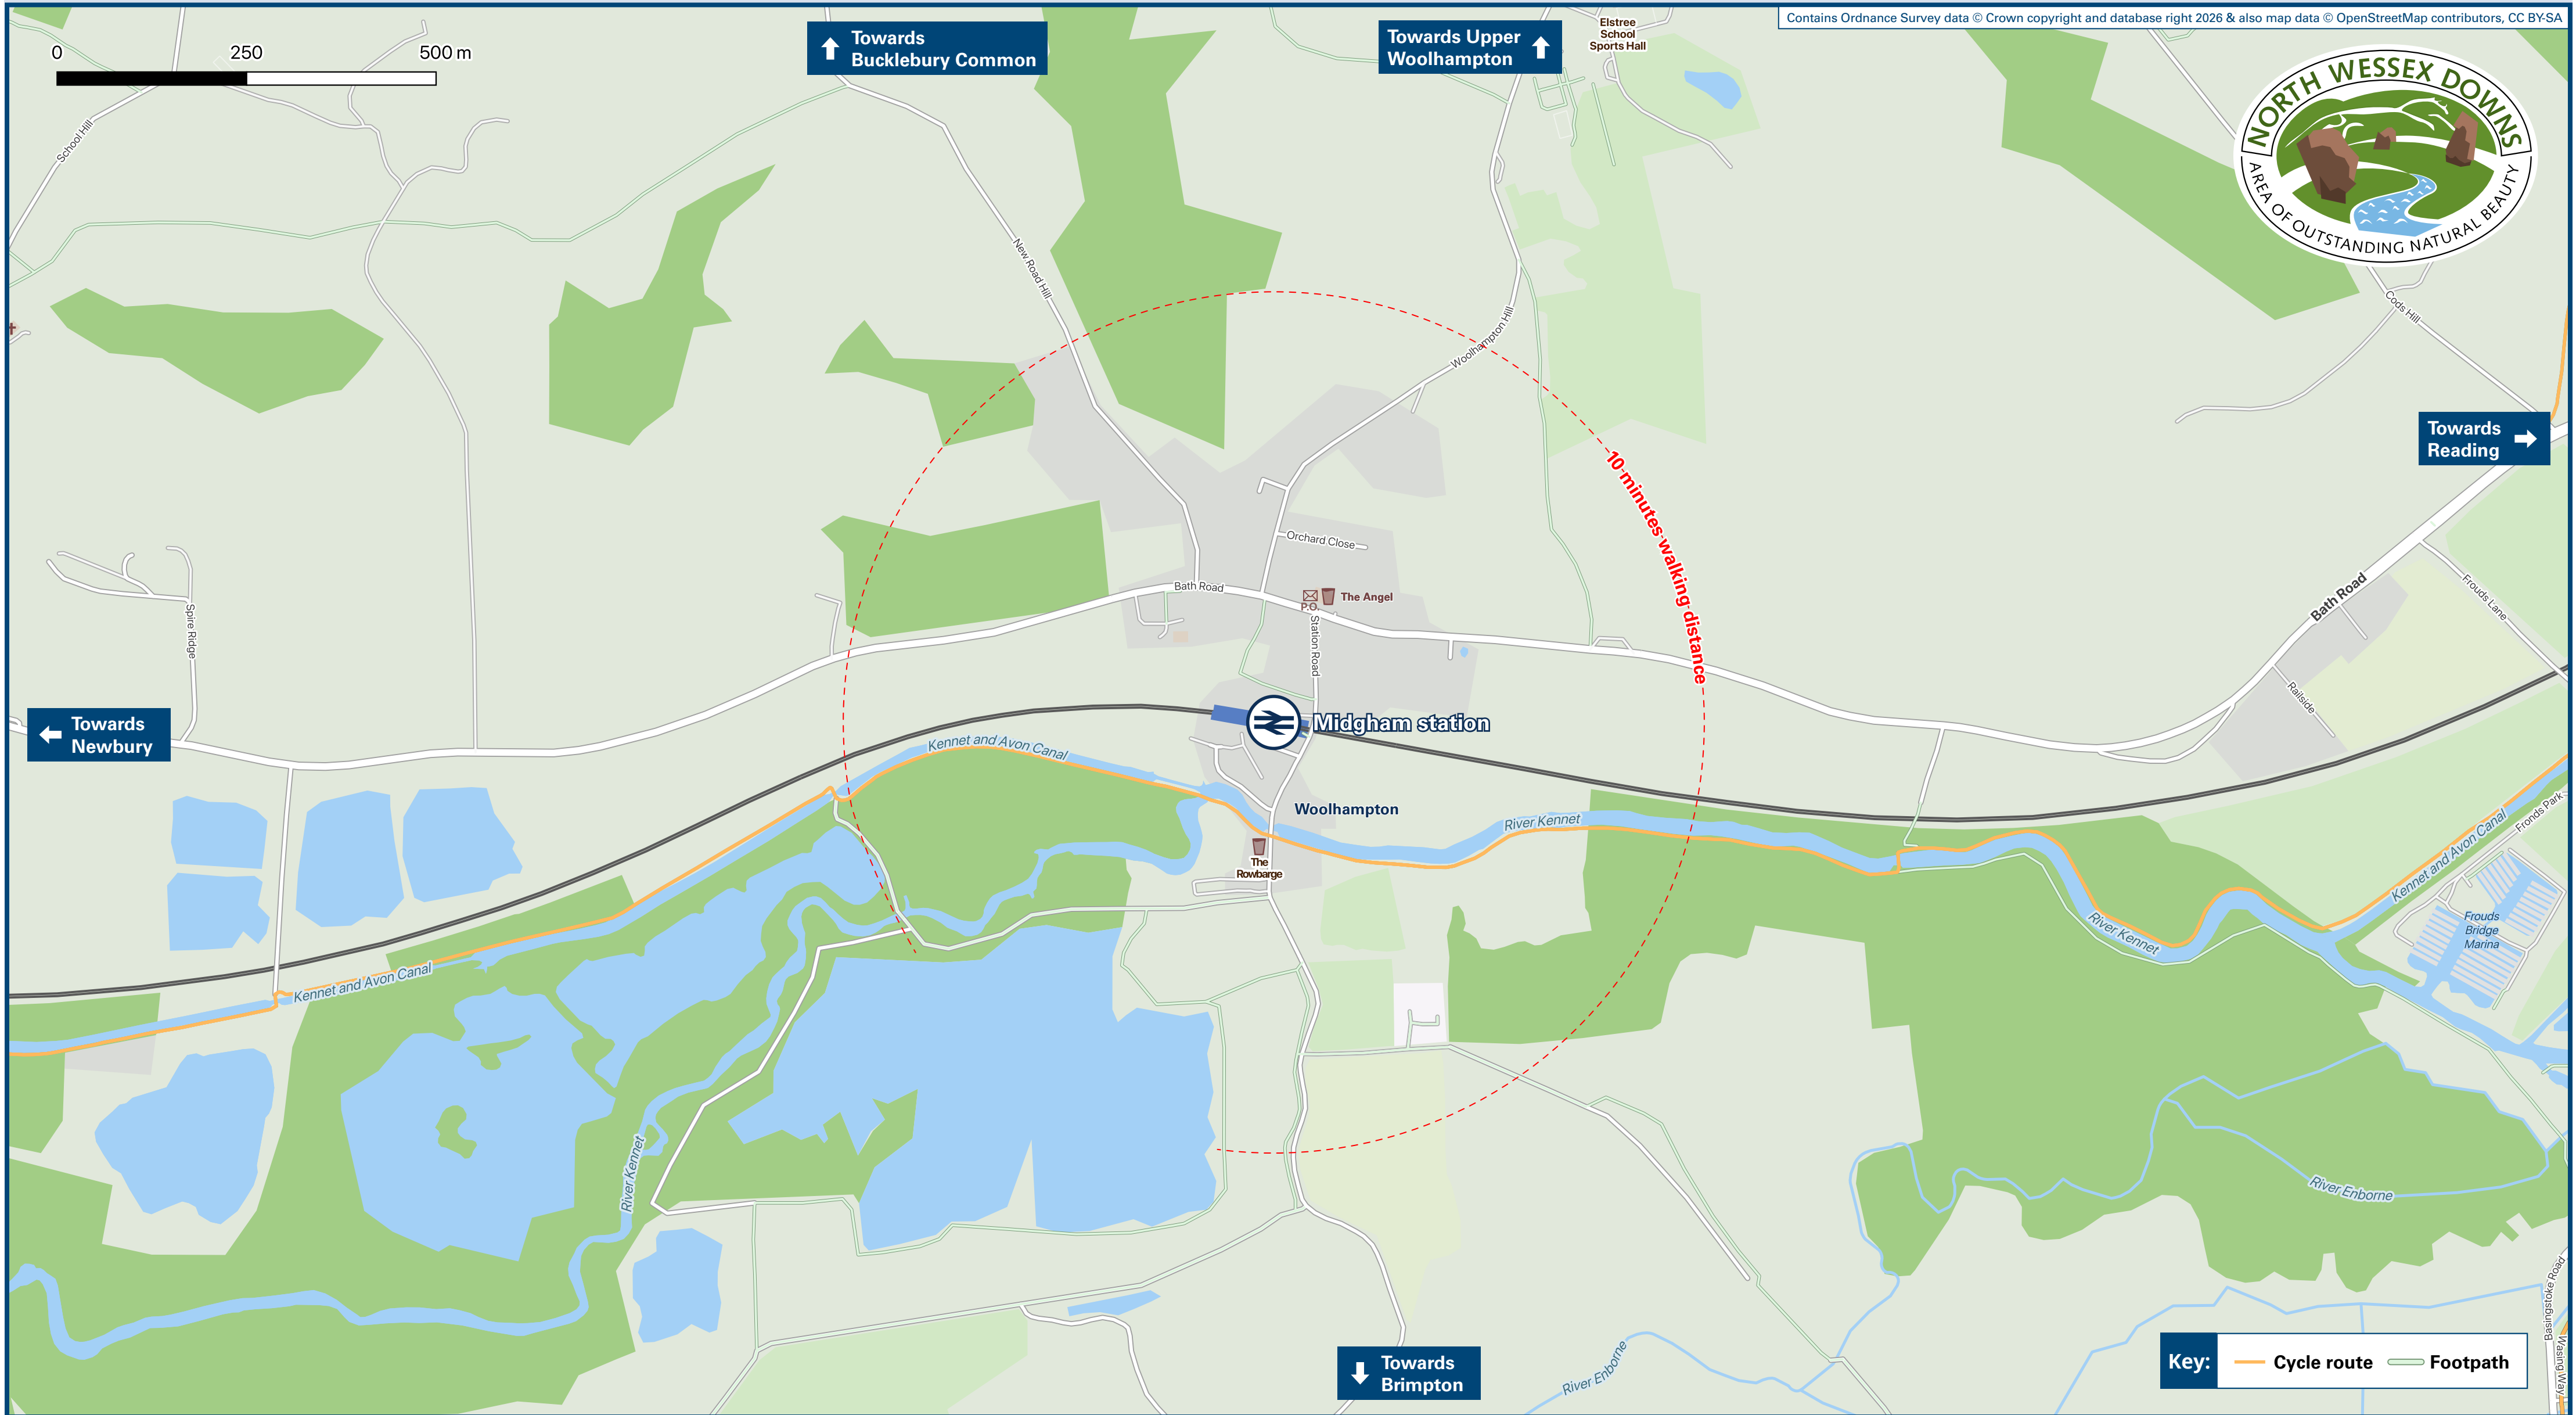 Contains Ordnance Survey data © Crown copyright and database right 2026 & also map data © OpenStreetMap contributors, CC BY-SA
0 250 500 m
Towards
Bucklebury Common
Towards Upper
Woolhampton
Elstree
School
Sports Hall
NORTH WESSEX DOWNS
AREA OF OUTSTANDING NATURAL BEAUTY
School Hill
New Road Hill
Woolhampton Hill
Cods Hill
Towards
Reading
10 minutes walking distance
Orchard Close
Bath Road
P.O.
The Angel
Station Road
Spire Ridge
Bath Road
Frouds Lane
Railside
Towards
Newbury
Midgham station
Kennet and Avon Canal
Woolhampton
River Kennet
The
Rowbarge
Fronds Park
Kennet and Avon Canal
Frouds
Bridge
Marina
River Kennet
Kennet and Avon Canal
River Kennet
River Enborne
River Enborne
Basingstoke Road
Wasing Way
Towards
Brimpton
Key:
Cycle route
Footpath